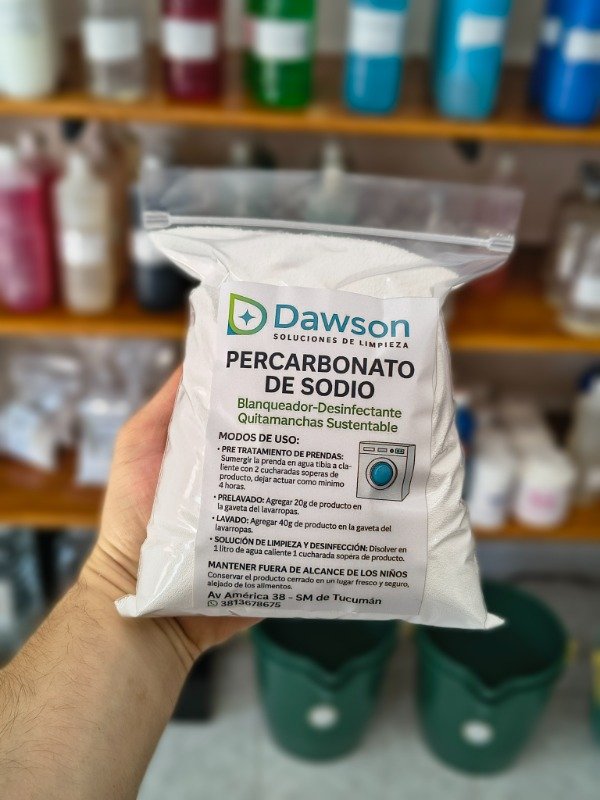 Dawson
SOLUCIONES DE LIMPIEZA
PERCARBONATO
DE SODIO
Blanqueador-Desinfectante
Quitamanchas Sustentable
MODOS DE USO:
• PRE TRATAMIENTO DE PRENDAS:
Sumergir la prenda en agua tibia a cla-
liente con 2 cucharadas soperas de
producto, dejar actuar como mínimo
4 horas.
• PRELAVADO: Agregar 20g de producto en
la gaveta del lavarropas.
• LAVADO: Agregar 40g de producto en la gaveta del
lavarropas.
• SOLUCIÓN DE LIMPIEZA Y DESINFECCIÓN: Disolver en
1 litro de agua caliente 1 cucharada sopera de producto.
MANTENER FUERA DE ALCANCE DE LOS NIÑOS
Conservar el producto cerrado en un lugar fresco y seguro,
alejado de los alimentos.
Av América 38 - SM de Tucumán
3813678675